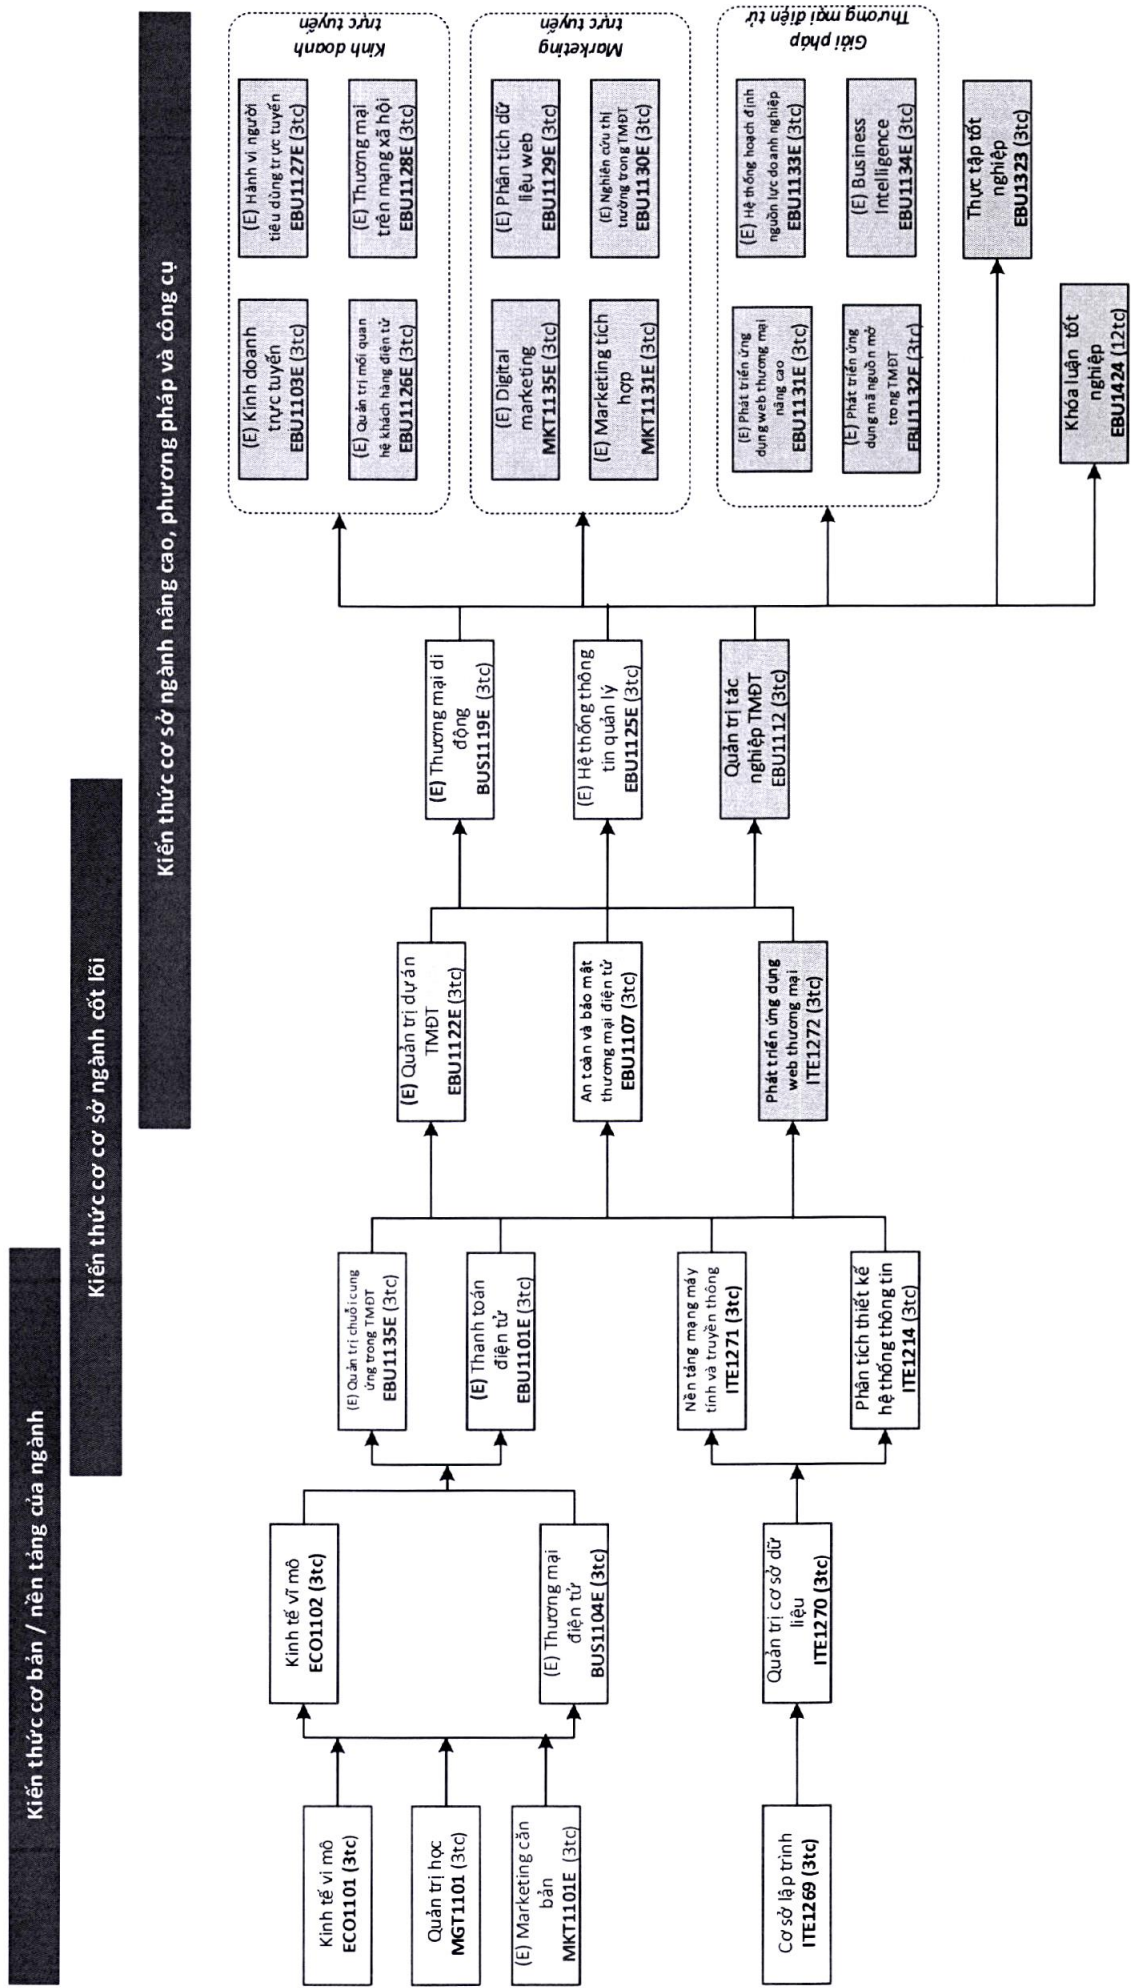 Kiến thức cơ bản / nền tảng của ngành
Kiến thức cơ cơ sở ngành cốt lõi
Kiến thức cơ sở ngành nâng cao, phương pháp và công cụ
Kinh tế vi mô
ECO1101 (3tc)
Quản trị học
MGT1101 (3tc)
(E) Marketing căn
bản
MKT1101E (3tc)
Cơ sở lập trình
ITE1269 (3tc)
Kinh tế vĩ mô
ECO1102 (3tc)
(E) Thương mại
điện tử
BUS1104E (3tc)
Quản trị cơ sở dữ
liệu
ITE1270 (3tc)
(E) Quản trị chuỗi cung
ứng trong TMĐT
EBU1135E (3tc)
(E) Thanh toán
điện tử
EBU1101E (3tc)
Nền tảng mạng máy
tính và truyền thông
ITE1271 (3tc)
Phân tích thiết kế
hệ thống thông tin
ITE1214 (3tc)
(E) Quản trị dự án
TMĐT
EBU1122E (3tc)
An toàn và bảo mật
thương mại điện tử
EBU1107 (3tc)
Phát triển ứng dụng
web thương mại
ITE1272 (3tc)
(E) Thương mại di
động
BUS1119E (3tc)
(E) Hệ thống thông
tin quản lý
EBU1125E (3tc)
Quản trị tác
nghiệp TMĐT
EBU1112 (3tc)
(E) Kinh doanh
trực tuyến
EBU1103E (3tc)
(E) Hành vi người
tiêu dùng trực tuyến
EBU1127E (3tc)
(E) Quản trị mối quan
hệ khách hàng điện tử
EBU1126E (3tc)
(E) Thương mại
trên mạng xã hội
EBU1128E (3tc)
Kinh doanh
trực tuyến
(E) Digital
marketing
MKT1135E (3tc)
(E) Phân tích dữ
liệu web
EBU1129E (3tc)
(E) Marketing tích
hợp
MKT1131E (3tc)
(E) Nghiên cứu thị
trường trong TMĐT
EBU1130E (3tc)
Marketing
trực tuyến
(E) Phát triển ứng
dụng web thương mại
nâng cao
EBU1131E (3tc)
(E) Hệ thống hoạch định
nguồn lực doanh nghiệp
EBU1133E (3tc)
(E) Phát triển ứng
dụng mã nguồn mở
trong TMĐT
EBU1132E (3tc)
(E) Business
Intelligence
EBU1134E (3tc)
Giải pháp
Thương mại điện tử
Thực tập tốt
nghiệp
EBU1323 (3tc)
Khóa luận tốt
nghiệp
EBU1424 (12tc)